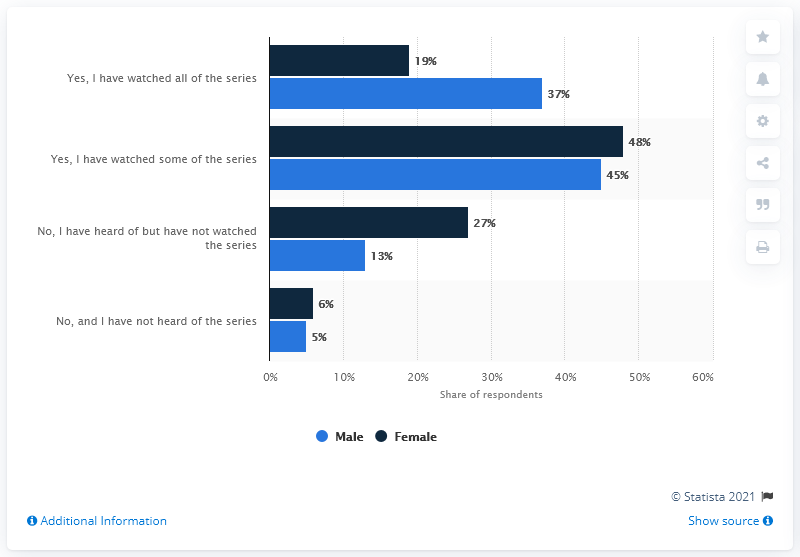 Yes, I have watched all of the series
19%
37%
Yes, I have watched some of the series
48%
45%
No, I have heard of but have not watched
the series
27%
13%
No, and I have not heard of the series
6%
5%
0% 10% 20% 30% 40% 50% 60%
Share of respondents
Male Female
© Statista 2021
Additional Information Show source